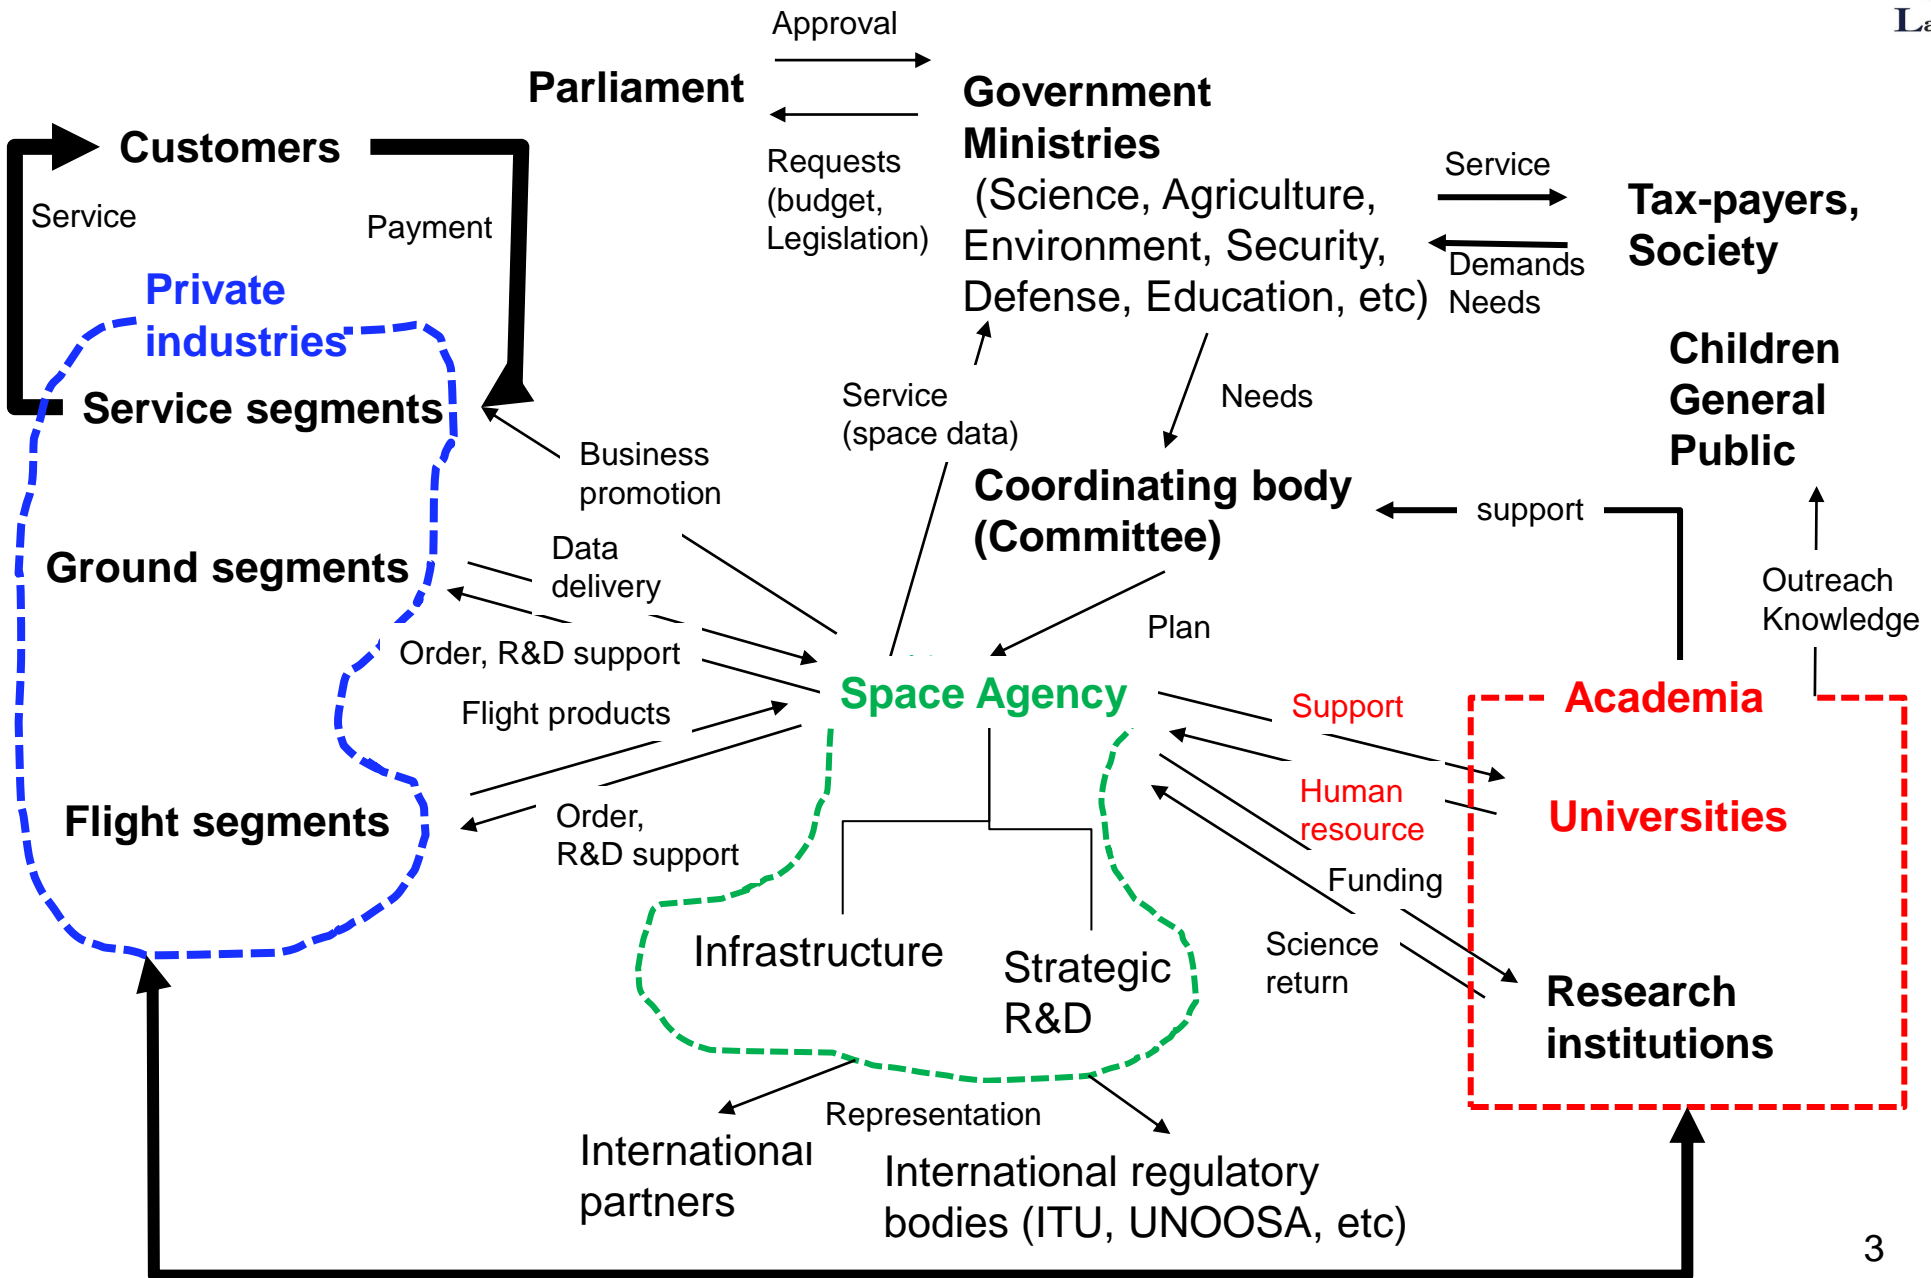 La
Approval
Parliament
Government
Ministries
(Science, Agriculture,
Environment, Security,
Defense, Education, etc)
Customers
Requests
(budget,
Legislation)
Service
Tax-payers,
Society
Demands
Needs
Service
Payment
Private
industries
Children
General
Public
Service segments
Service
(space data)
Needs
Business
promotion
Coordinating body
(Committee)
support
Ground segments
Data
delivery
Outreach
Knowledge
Plan
Order, R&D support
Space Agency
Support
Academia
Flight products
Human
resource
Universities
Flight segments
Order,
R&D support
Funding
Infrastructure
Strategic
R&D
Science
return
Research
institutions
Representation
International
partners
International regulatory
bodies (ITU, UNOOSA, etc)
3